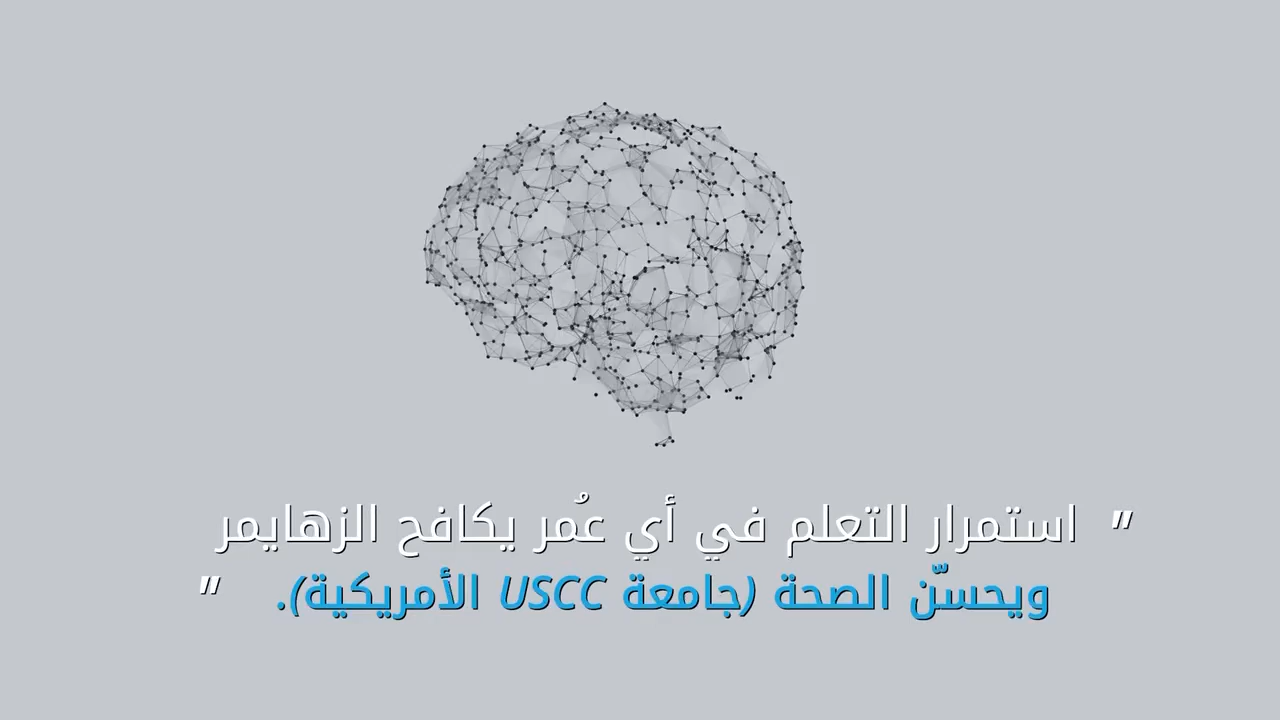 " استمرار التعلم في أي عُمر يكافح الزهايمر
ويحسّن الصحة (جامعة USCC الأمريكية). "